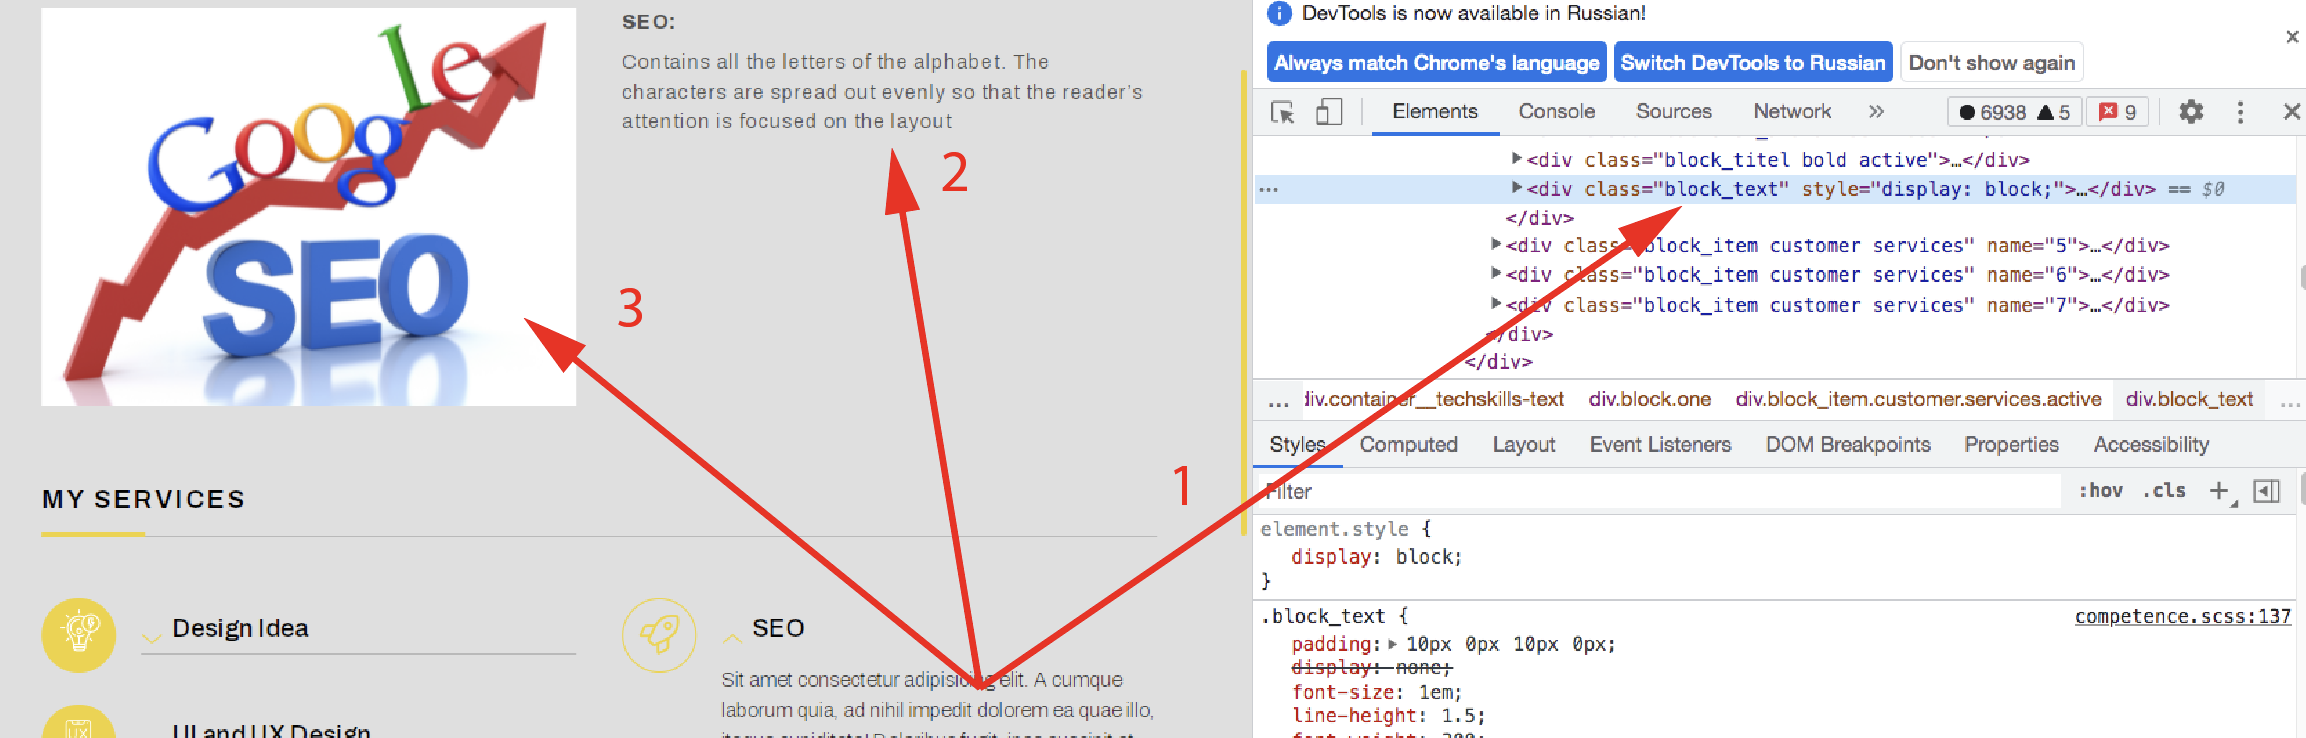 Google
SEO
SEO:
Contains all the letters of the alphabet. The
characters are spread out evenly so that the reader's
attention is focused on the layout
2
3
1
MY SERVICES
Design Idea
UX
UI and UX Design
SEO
Sit amet consectetur adipisicing elit. A cumque
laborum quia, ad nihil impedit dolorem ea quae illo,
DevTools is now available in Russian!
Always match Chrome's language
Switch DevTools to Russian
Don't show again
Elements Console Sources Network » 6938 5 9
<div class="block_titel bold active">…</div>
<div class="block_text" style="display: block;">…</div> == $0
</div>
<div class="block_item customer services" name="5">…</div>
<div class="block_item customer services" name="6">…</div>
<div class="block_item customer services" name="7">…</div>
</div>
</div>
... div.container__techskills-text div.block.one div.block_item.customer.services.active div.block_text ...
Styles Computed Layout Event Listeners DOM Breakpoints Properties Accessibility
Filter :hov .cls +
element.style {
display: block;
}
.block_text { competence.scss:137
padding: 10px 0px 10px 0px;
display: none;
font-size: 1em;
line-height: 1.5;